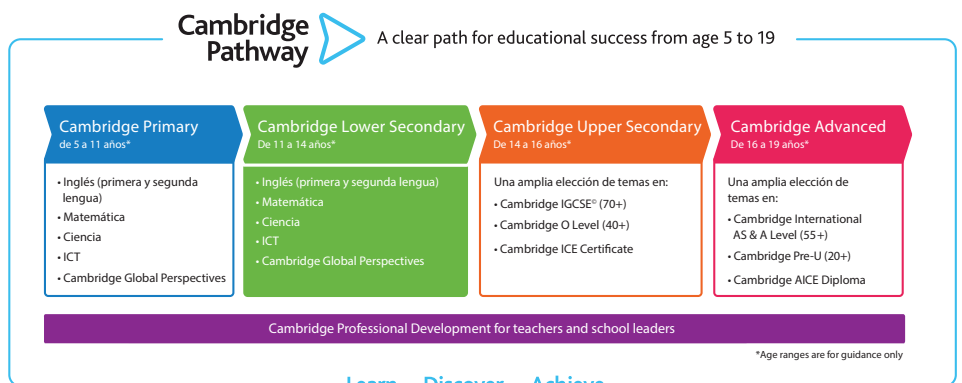 Cambridge
Pathway
A clear path for educational success from age 5 to 19
Cambridge Primary
de 5 a 11 años*
• Inglés (primera y segunda
lengua)
• Matemática
• Ciencia
• ICT
• Cambridge Global Perspectives
Cambridge Lower Secondary
De 11 a 14 años*
• Inglés (primera y segunda lengua)
• Matemática
• Ciencia
• ICT
• Cambridge Global Perspectives
Cambridge Upper Secondary
De 14 a 16 años*
Una amplia elección de temas en:
• Cambridge IGCSE© (70+)
• Cambridge O Level (40+)
• Cambridge ICE Certificate
Cambridge Advanced
De 16 a 19 años*
Una amplia elección de
temas en:
• Cambridge International
AS & A Level (55+)
• Cambridge Pre-U (20+)
• Cambridge AICE Diploma
Cambridge Professional Development for teachers and school leaders
*Age ranges are for guidance only
Learn Discover Achieve